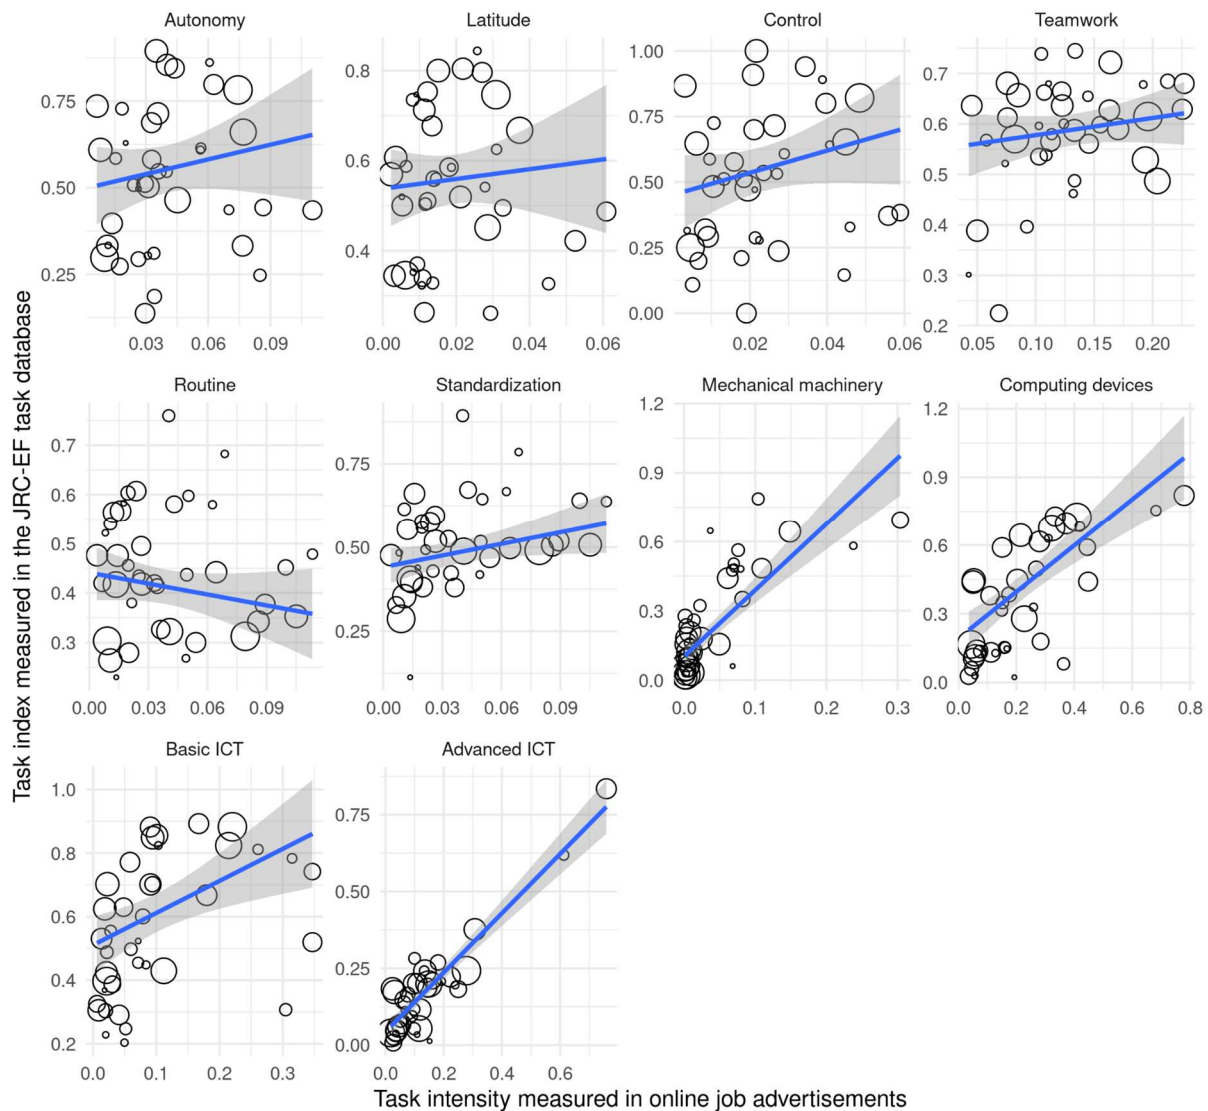 Autonomy
Latitude
Control
Teamwork
0.75
0.50
0.25
0.03 0.06 0.09
0.8
0.6
0.4
0.00 0.02 0.04 0.06
1.00
0.75
0.50
0.25
0.00
0.00 0.02 0.04 0.06
0.7
0.6
0.5
0.4
0.3
0.2
0.05 0.10 0.15 0.20
Routine
Standardization
Mechanical machinery
Computing devices
0.7
0.6
0.5
0.4
0.3
0.00 0.03 0.06 0.09
0.75
0.50
0.25
0.00 0.03 0.06 0.09
1.2
0.9
0.6
0.3
0.0
0.0 0.1 0.2 0.3
1.2
0.9
0.6
0.3
0.0
0.0 0.2 0.4 0.6 0.8
Basic ICT
Advanced ICT
1.0
0.8
0.6
0.4
0.2
0.0 0.1 0.2 0.3
0.75
0.50
0.25
0.00
0.0 0.2 0.4 0.6
Task index measured in the JRC-EF task database
Task intensity measured in online job advertisements